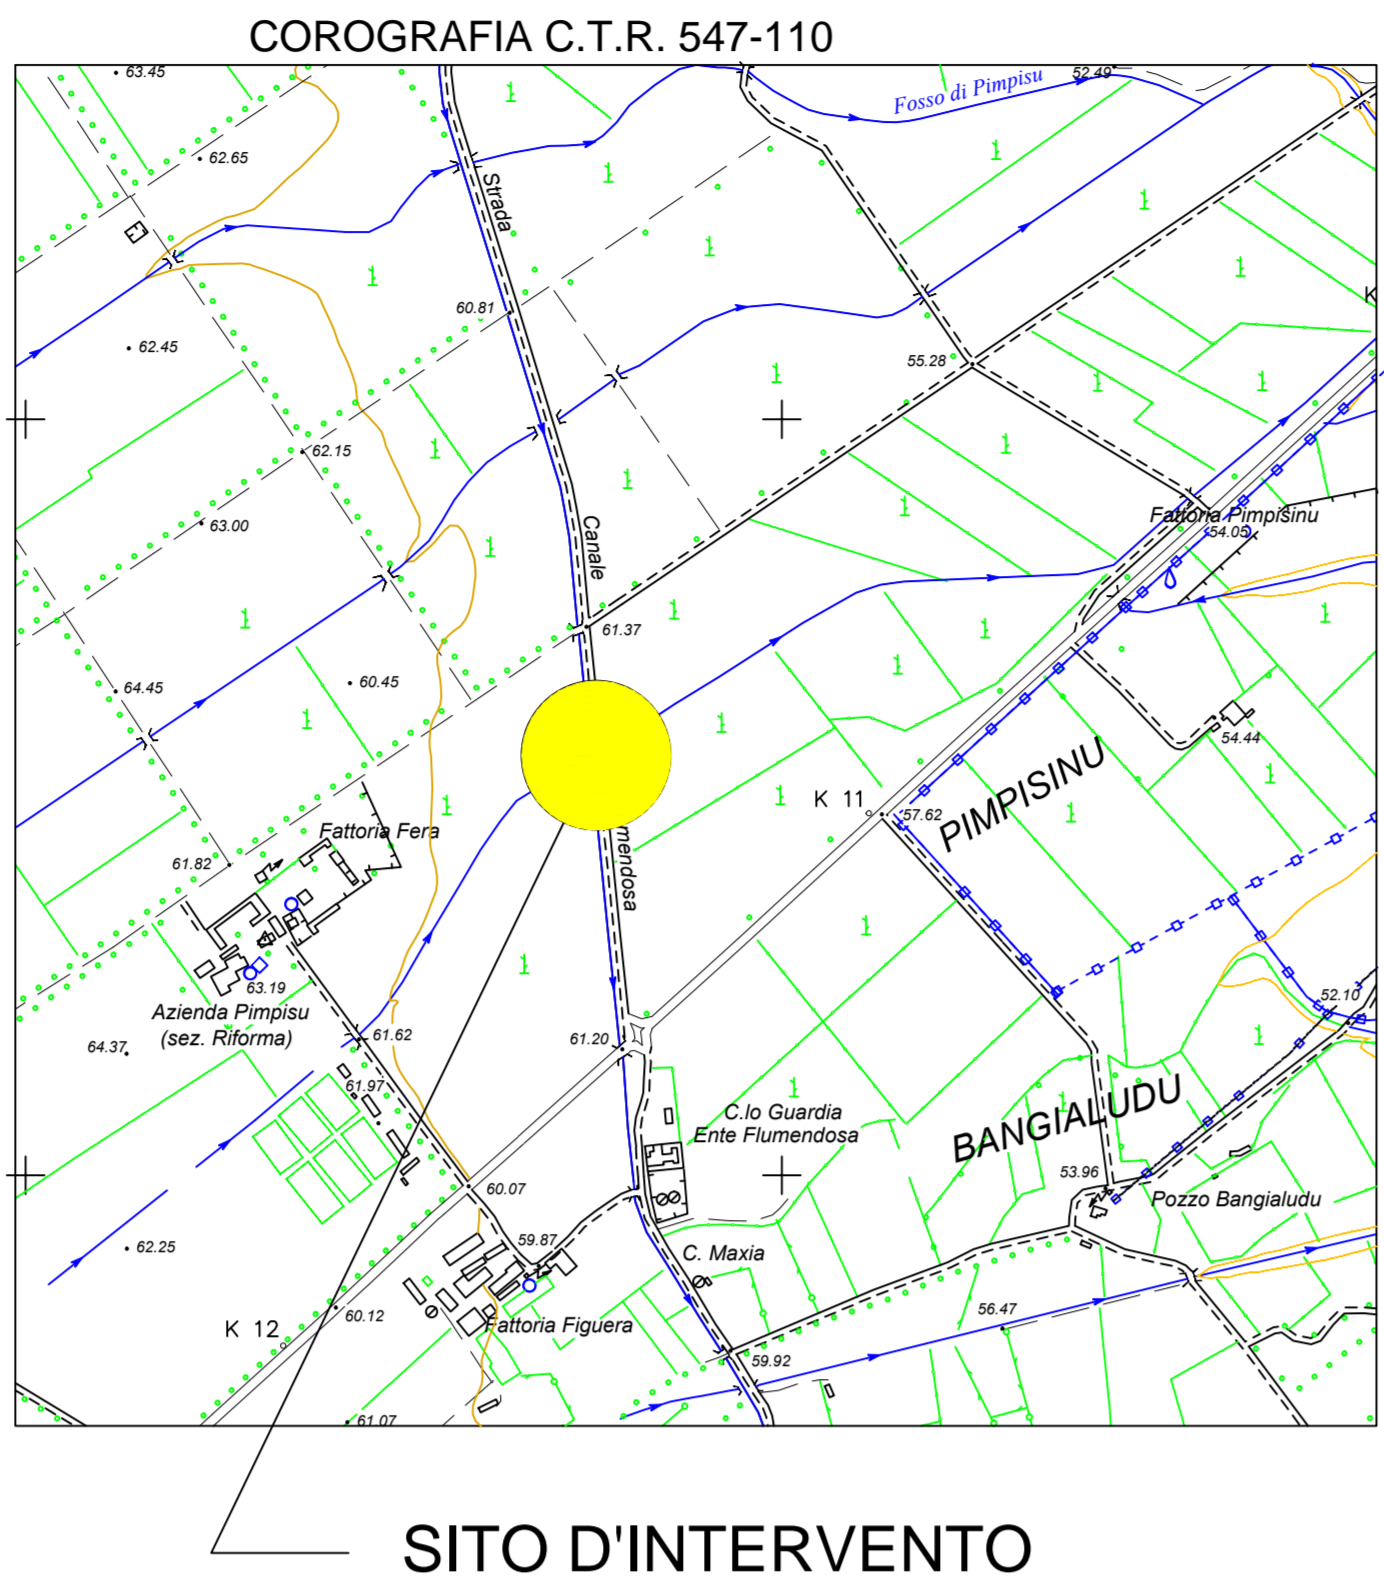 COROGRAFIA C.T.R. 547-110
63.45
52.49
Fosso di Pimpisu
62.65
Strada
60.81
62.45
K
55.28
62.15
63.00
Canale
Fattoria Pimpisinu
54.05
61.37
64.45
60.45
54.44
PIMPISINU
K 11
57.62
Fattoria Fera
mendosa
61.82
63.19
Azienda Pimpisu
(sez. Riforma)
52.10
61.62
61.20
64.37
61.97
C.lo Guardia
Ente Flumendosa
BANGIALUDU
53.96
60.07
Pozzo Bangialudu
62.25
59.87
C. Maxia
60.12
56.47
K 12
Fattoria Figuera
59.92
61.07
SITO D'INTERVENTO